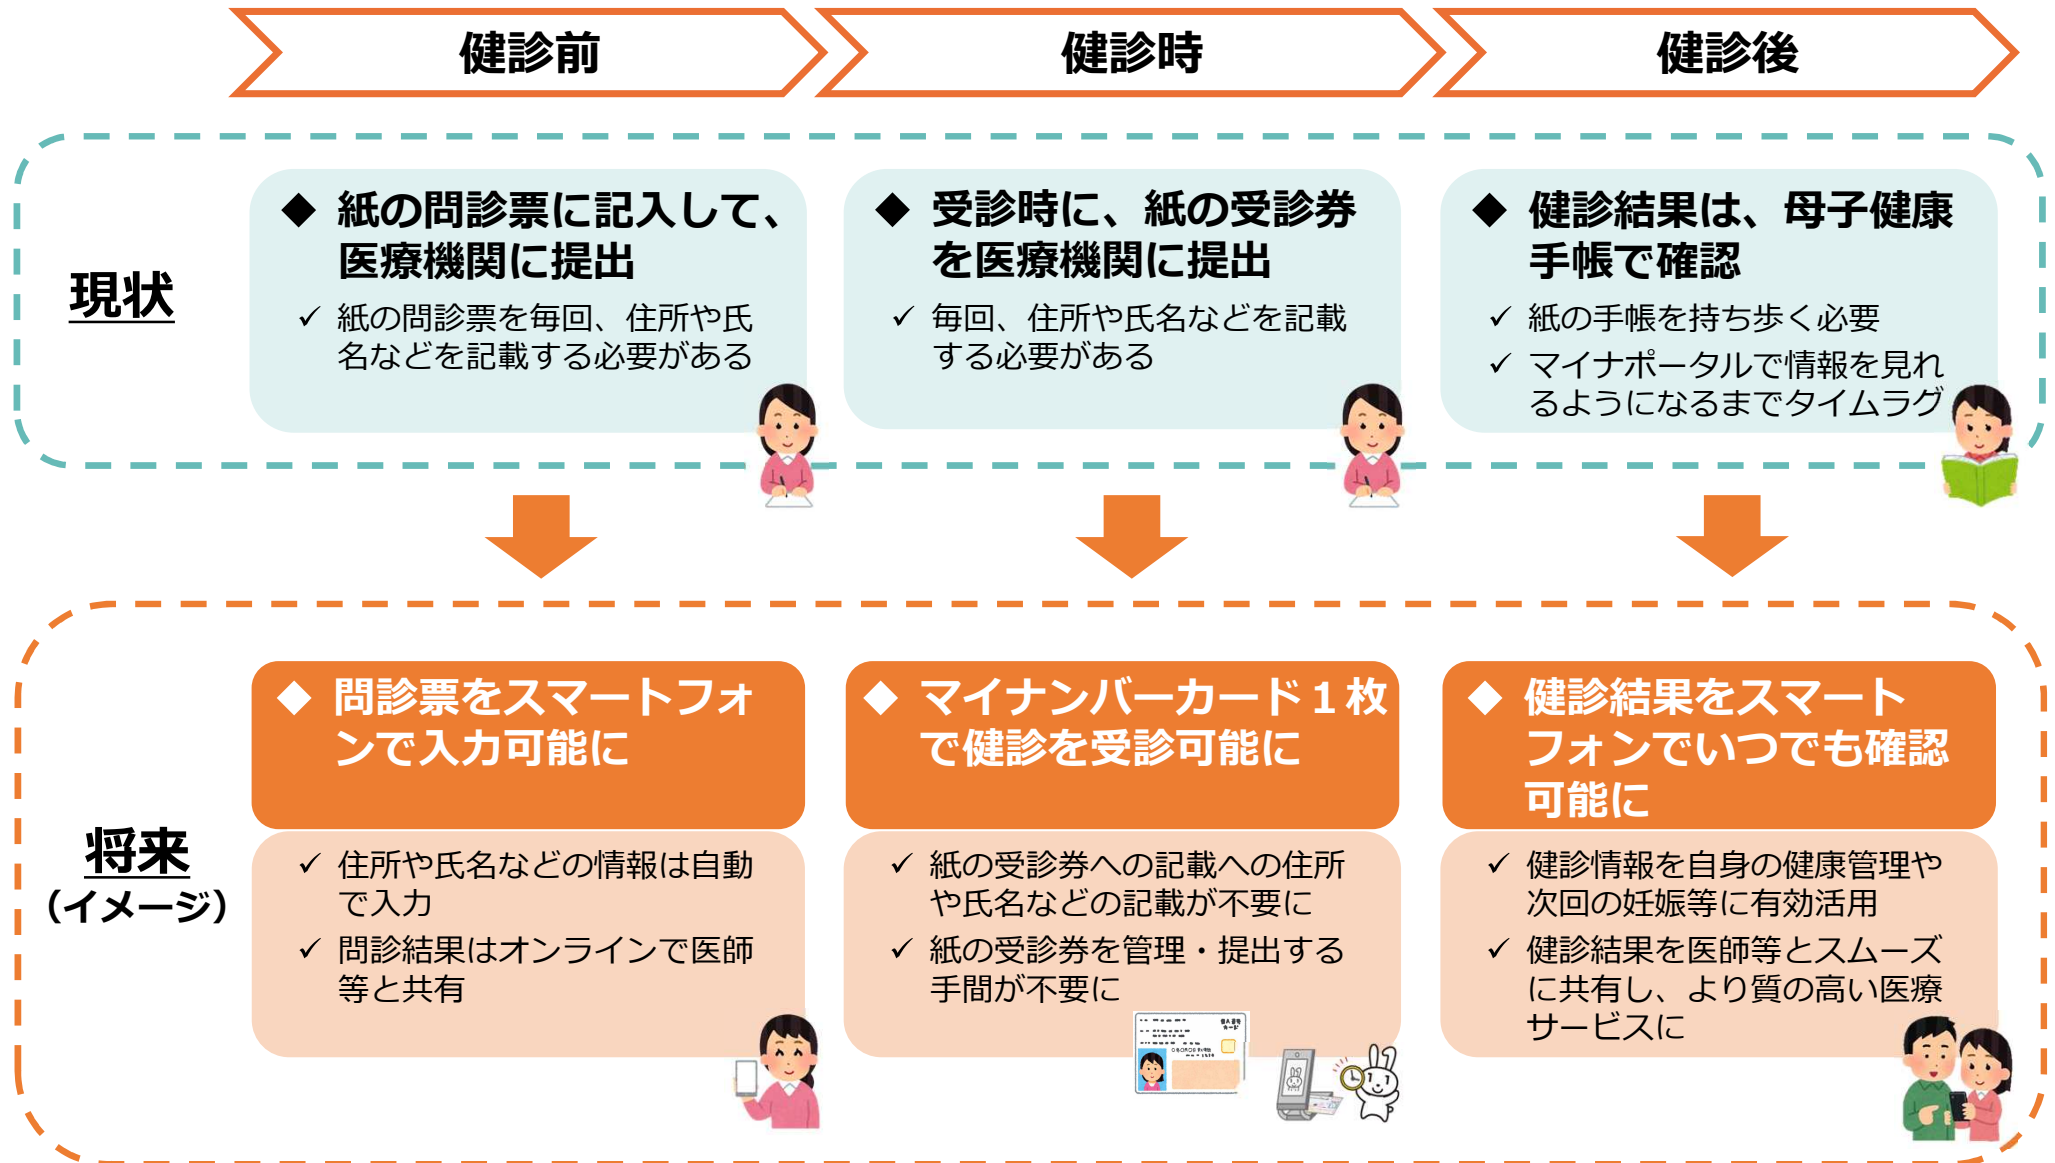 健診前
健診時
健診後
現状
◆ 紙の問診票に記入して、
医療機関に提出
✓ 紙の問診票を毎回、住所や氏
名などを記載する必要がある
◆ 受診時に、紙の受診券
を医療機関に提出
✓ 毎回、住所や氏名などを記載
する必要がある
◆ 健診結果は、母子健康
手帳で確認
✓ 紙の手帳を持ち歩く必要
✓ マイナポータルで情報を見れ
るようになるまでタイムラグ
将来
（イメージ）
◆ 問診票をスマートフォ
ンで入力可能に
✓ 住所や氏名などの情報は自動
で入力
✓ 問診結果はオンラインで医師
等と共有
◆ マイナンバーカード１枚
で健診を受診可能に
✓ 紙の受診券への記載への住所
や氏名などの記載が不要に
✓ 紙の受診券を管理・提出する
手間が不要に
個人番号
カード
◆ 健診結果をスマート
フォンでいつでも確認
可能に
✓ 健診情報を自身の健康管理や
次回の妊娠等に有効活用
✓ 健診結果を医師等とスムーズ
に共有し、より質の高い医療
サービスに